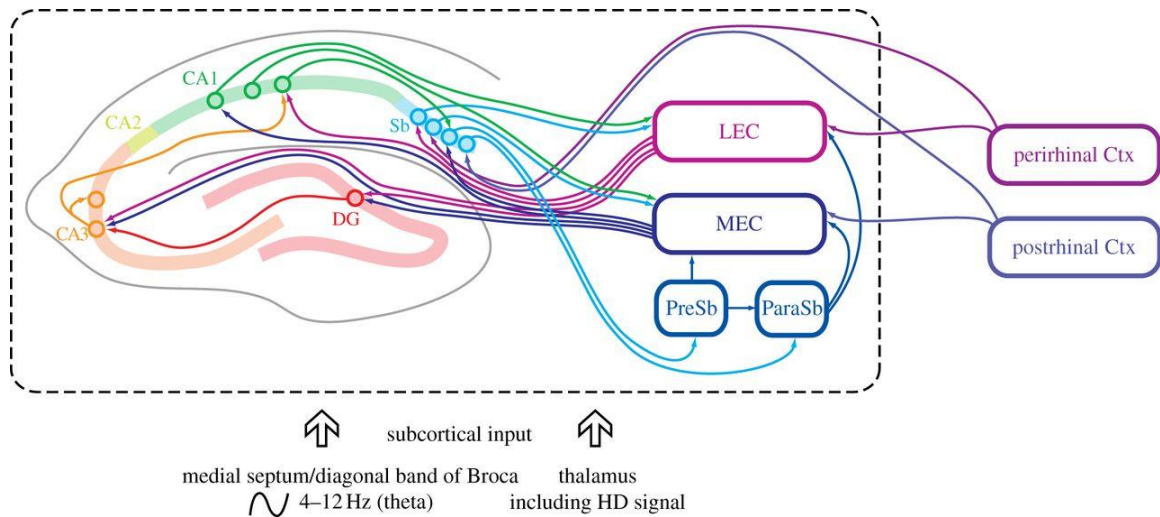 CA1
CA2
Sb
LEC
perirhinal Ctx
DG
CA3
MEC
postrhinal Ctx
PreSb
ParaSb
subcortical input
medial septum/diagonal band of Broca
4–12 Hz (theta)
thalamus
including HD signal